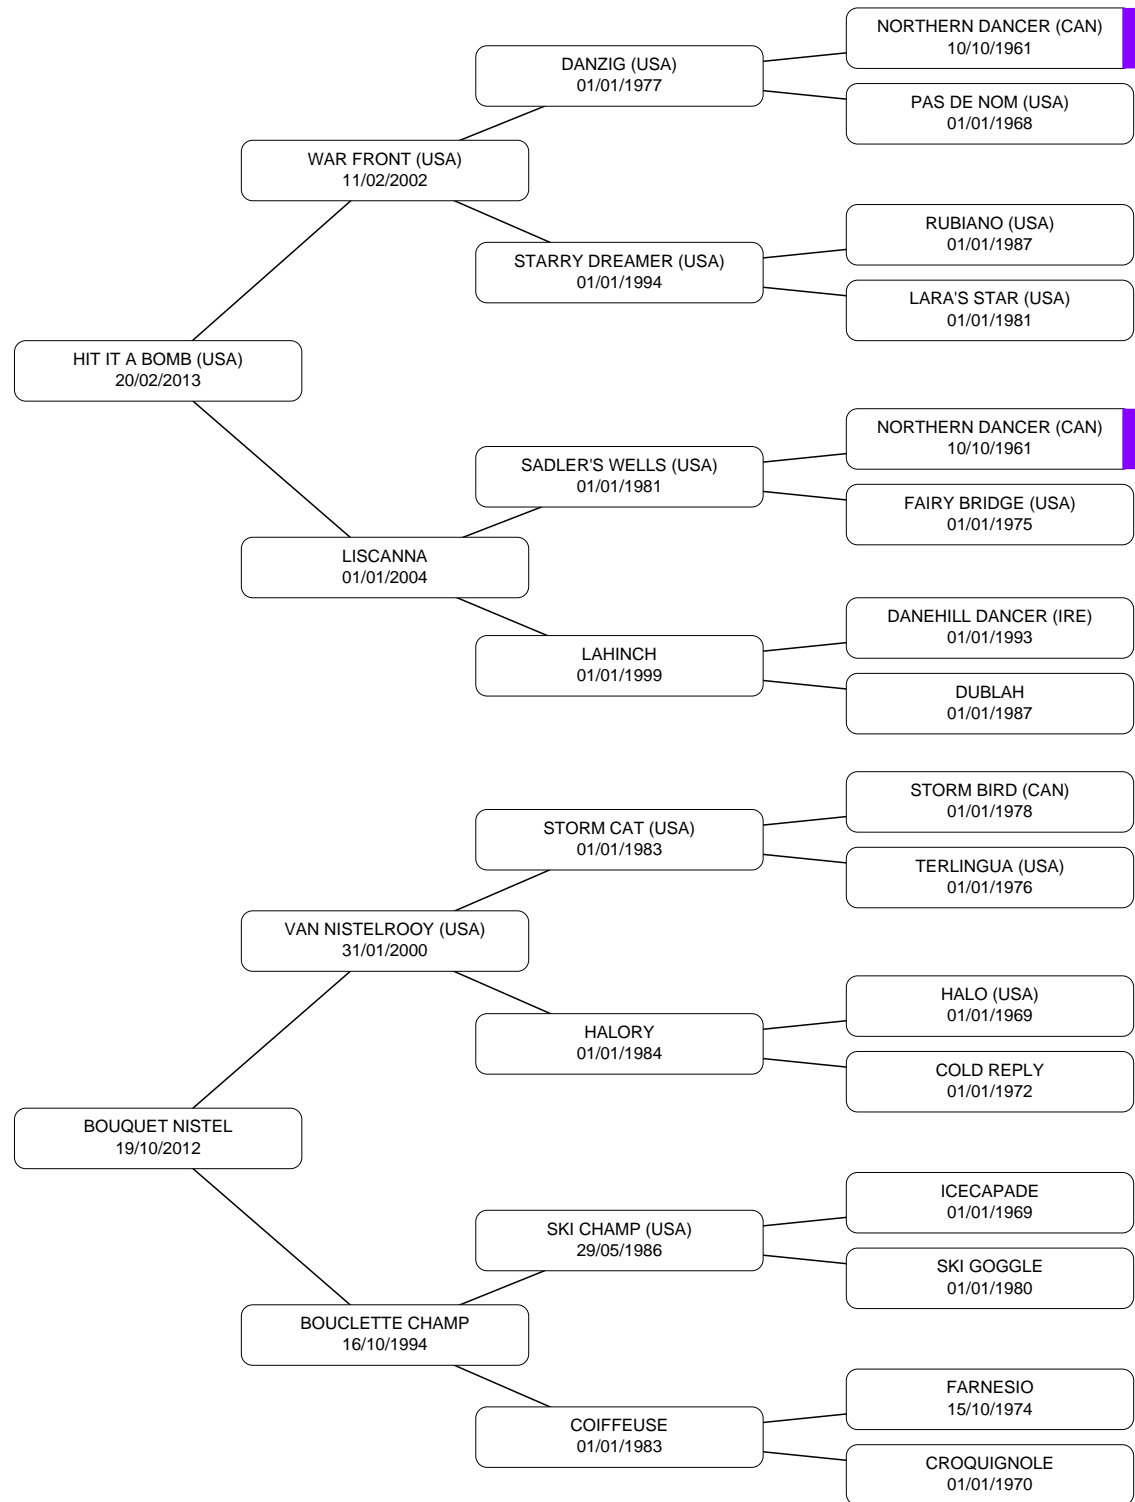 NORTHERN DANCER (CAN)
10/10/1961
DANZIG (USA)
01/01/1977
PAS DE NOM (USA)
01/01/1968
WAR FRONT (USA)
11/02/2002
RUBIANO (USA)
01/01/1987
STARRY DREAMER (USA)
01/01/1994
LARA'S STAR (USA)
01/01/1981
HIT IT A BOMB (USA)
20/02/2013
NORTHERN DANCER (CAN)
10/10/1961
SADLER'S WELLS (USA)
01/01/1981
FAIRY BRIDGE (USA)
01/01/1975
LISCANNA
01/01/2004
DANEHILL DANCER (IRE)
01/01/1993
LAHINCH
01/01/1999
DUBLAH
01/01/1987
STORM BIRD (CAN)
01/01/1978
STORM CAT (USA)
01/01/1983
TERLINGUA (USA)
01/01/1976
VAN NISTELROOY (USA)
31/01/2000
HALO (USA)
01/01/1969
HALORY
01/01/1984
COLD REPLY
01/01/1972
BOUQUET NISTEL
19/10/2012
ICECAPADE
01/01/1969
SKI CHAMP (USA)
29/05/1986
SKI GOGGLE
01/01/1980
BOUCLETTE CHAMP
16/10/1994
FARNESIO
15/10/1974
COIFFEUSE
01/01/1983
CROQUIGNOLE
01/01/1970